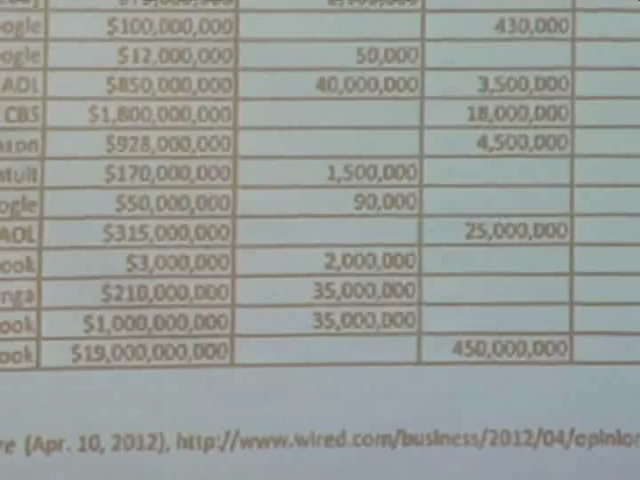 oogle $100,000,000 430,000
ogle $12,000,000 50,000
AOL $850,000,000 40,000,000 3,500,000
CBS $1,800,000,000 18,000,000
$928,000,000 4,500,000
tuit $170,000,000 1,500,000
ogle $50,000,000 90,000
AOL $315,000,000 25,000,000
ook $3,000,000 2,000,000
nga $210,000,000 35,000,000
ook $1,000,000,000 35,000,000
ook $19,000,000,000 450,000,000
re (Apr. 10, 2012), http://www.wired.com/business/2012/04/opinion